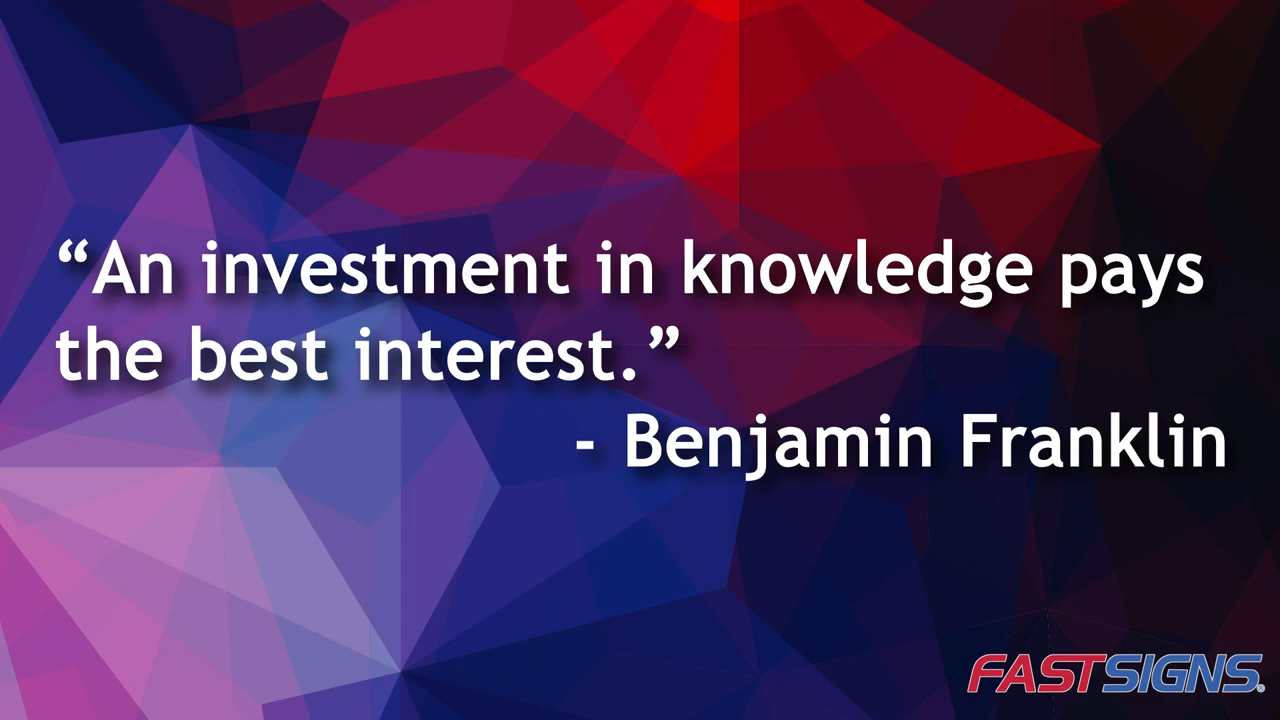 “An investment in knowledge pays
the best interest.”
- Benjamin Franklin
FASTSIGNS®